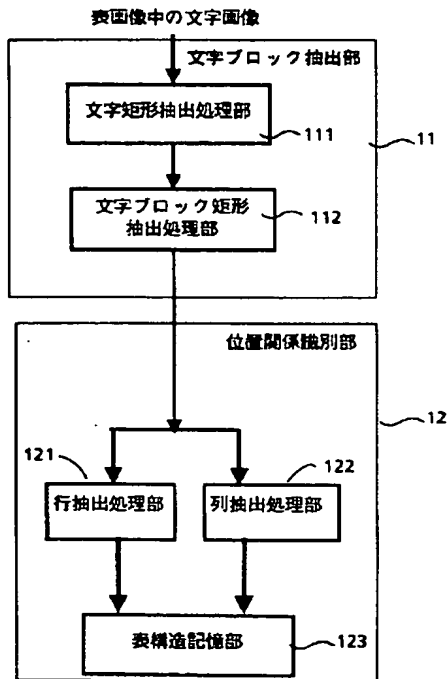 表画像中の文字画像
文字ブロック抽出部
文字矩形抽出処理部
111
11
文字ブロック矩形
抽出処理部
112
位置関係識別部
12
121
122
行抽出処理部
列抽出処理部
表構造記憶部
123